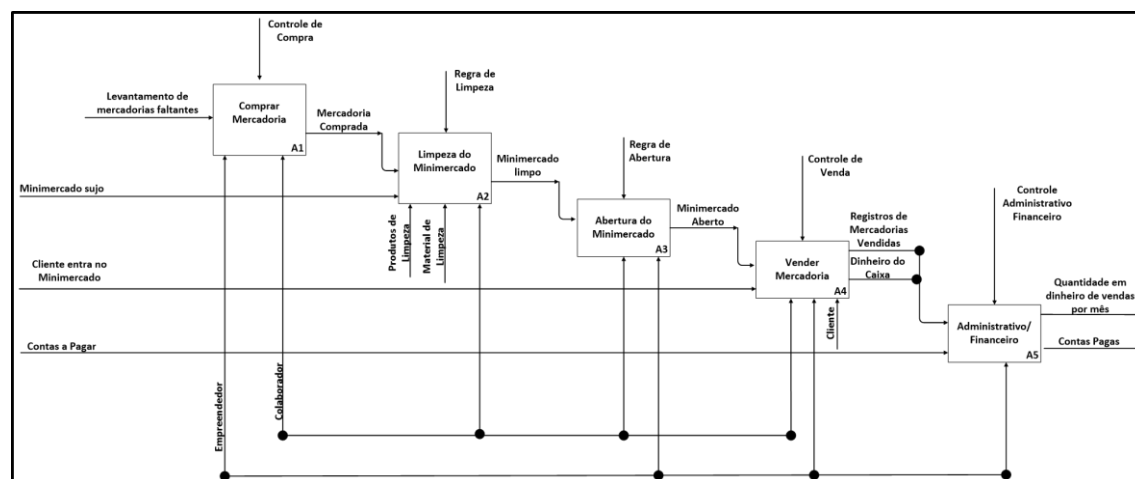 Controle de
Compra
Levantamento de
mercadorias faltantes
Comprar
Mercadoria
A1
Mercadoria
Comprada
Regra de
Limpeza
Minimercado sujo
Limpeza do
Minimercado
A2
Minimercado
limpo
Produtos de
Limpeza
Material de
Limpeza
Regra de
Abertura
Abertura do
Minimercado
A3
Minimercado
Aberto
Controle de
Venda
Cliente entra no
Minimercado
Vender
Mercadoria
A4
Registros de
Mercadorias
Vendidas
Dinheiro do
Caixa
Cliente
Controle
Administrativo
Financeiro
Contas a Pagar
Administrativo/
Financeiro
A5
Quantidade em
dinheiro de vendas
por mês
Contas Pagas
Empreendedor
Colaborador